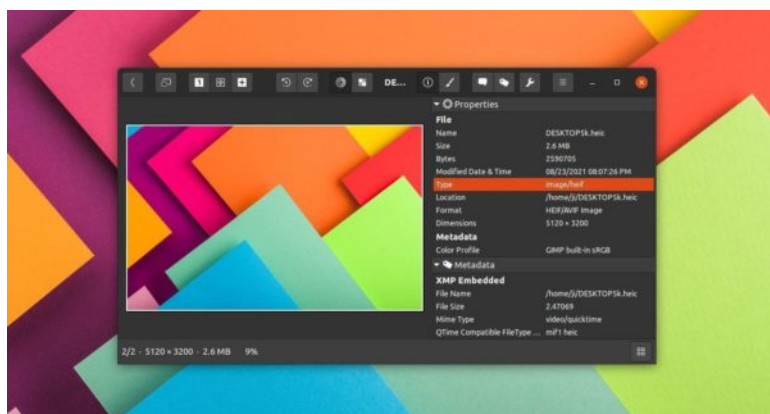 DE...
Properties
File
Name DESKTOP5k.heic
Size 2.6 MB
Bytes 2590705
Modified Date & Time 08/23/2021 08:07:26 PM
Type image/heif
Location /home/ji/DESKTOP5k.heic
Format HEIF/AVIF Image
Dimensions 5120 × 3200
Metadata
Color Profile GIMP built-in sRGB
Metadata
XMP Embedded
File Name /home/ji/DESKTOP5k.heic
File Size 2.47069
Mime Type video/quicktime
QTime Compatible FileType ... mif1 heic
2/2 - 5120 × 3200 - 2.6 MB 9%